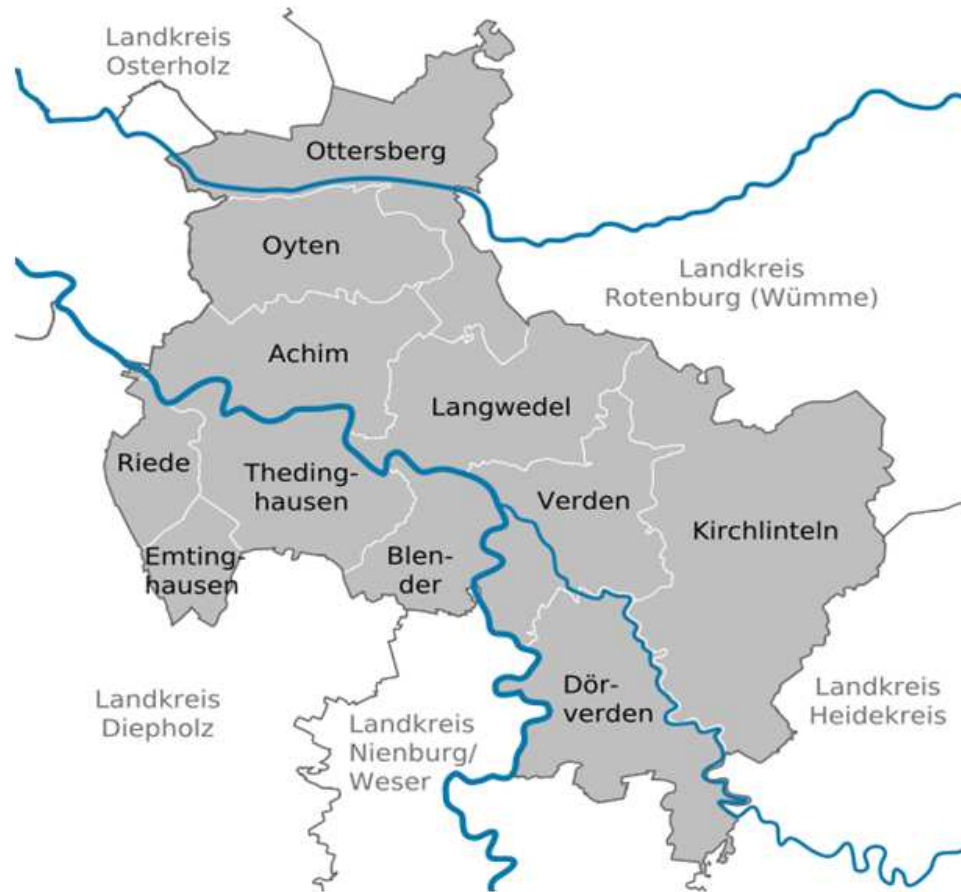 Landkreis
Osterholz
Ottersberg
Oyten
Landkreis
Rotenburg (Wümme)
Achim
Langwedel
Riede
Theding-
hausen
Verden
Kirchlinteln
Emting-
hausen
Blen-
der
Dör-
verden
Landkreis
Diepholz
Landkreis
Nienburg/
Weser
Landkreis
Heidekreis